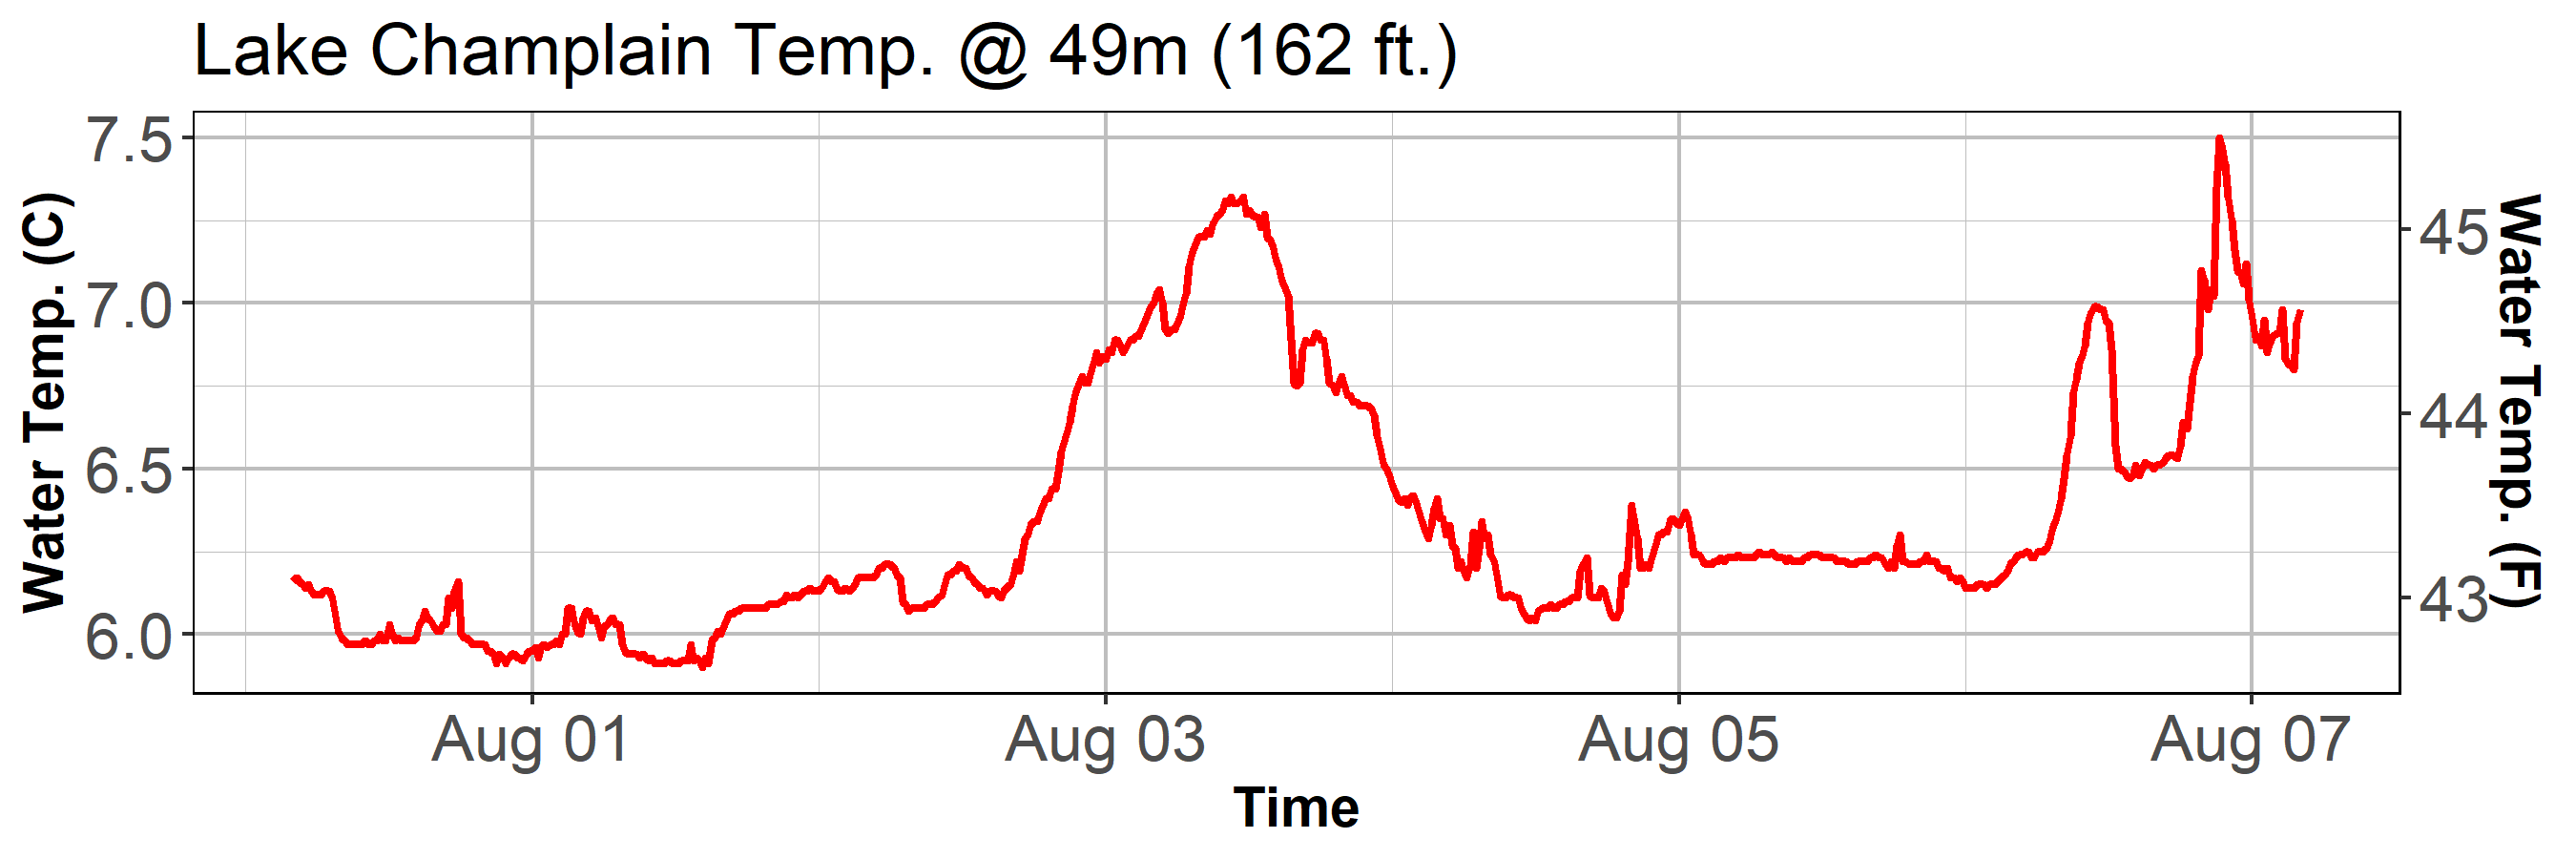 Lake Champlain Temp. @ 49m (162 ft.)
Water Temp. (C)
7.5
7.0
6.5
6.0
45
44
43
Water Temp. (F)
Aug 01 Aug 03 Aug 05 Aug 07
Time